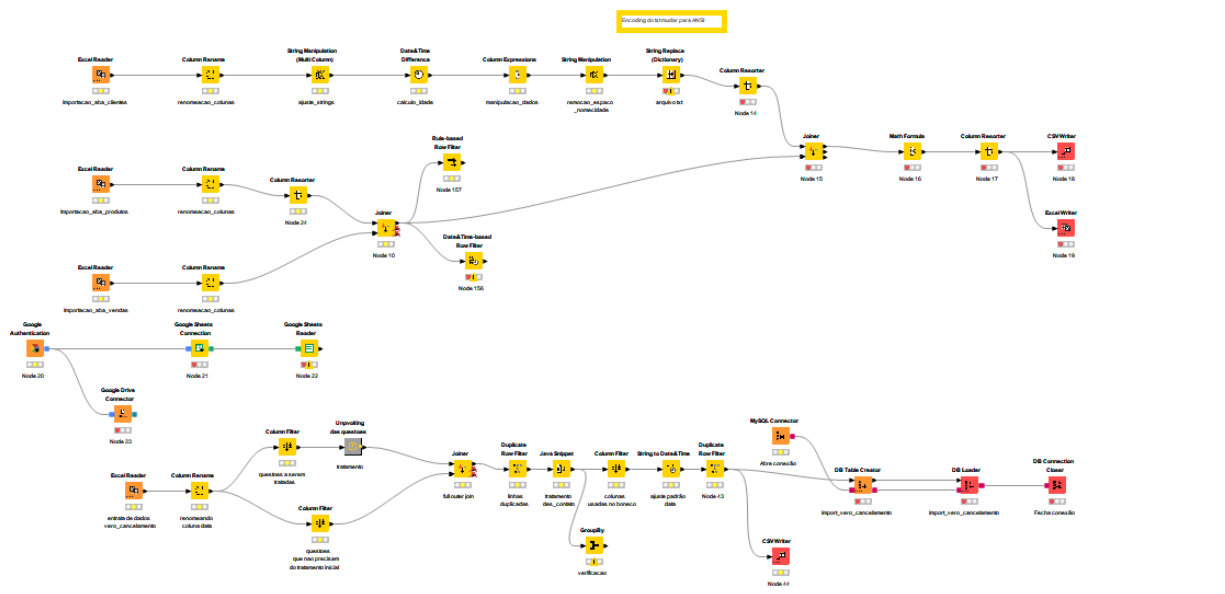 Encoding do txt mudar para ANSI
Excel Reader
Importacao_aba_clientes
Column Rename
renomeacao_colunas
String Manipulation
(Multi Column)
ajuste_strings
Date&Time
Difference
calculo_idade
Column Expressions
manipulacao_dados
String Manipulation
remocao_espaco
_nomecidade
String Replace
(Dictionary)
arquivo txt
Column Resorter
Node 14
Joiner
Node 15
Math Formula
Node 16
Column Resorter
Node 17
CSV Writer
Node 18
Excel Writer
Node 19
Rule-based
Row Filter
Node 157
Excel Reader
Importacao_aba_produtos
Column Rename
renomeacao_colunas
Column Resorter
Node 24
Joiner
Node 10
Date&Time-based
Row Filter
Node 156
Excel Reader
Importacao_aba_vendas
Column Rename
renomeacao_colunas
Google
Authentication
Node 20
Google Sheets
Connection
Node 21
Google Sheets
Reader
Node 22
Google Drive
Connector
Node 23
Excel Reader
entrata de dados
vero_cancelamento
Column Rename
renomeando
coluna data
Column Filter
questoes a serem
tratadas
Unpivoting
das questoes
tratamento
Column Filter
questoes
que nao precisam
do tratamento inicial
Joiner
full outer join
Duplicate
Row Filter
linhas
duplicadas
Java Snippet
tratamento
des_contato
GroupBy
verificacao
Column Filter
colunas
usadas no boneco
String to Date&Time
ajuste padrão
data
Duplicate
Row Filter
Node 43
MySQL Connector
Abre conexão
CSV Writer
Node 44
DB Table Creator
import_vero_cancelamento
DB Loader
import_vero_cancelamento
DB Connection
Closer
Fecha conexão